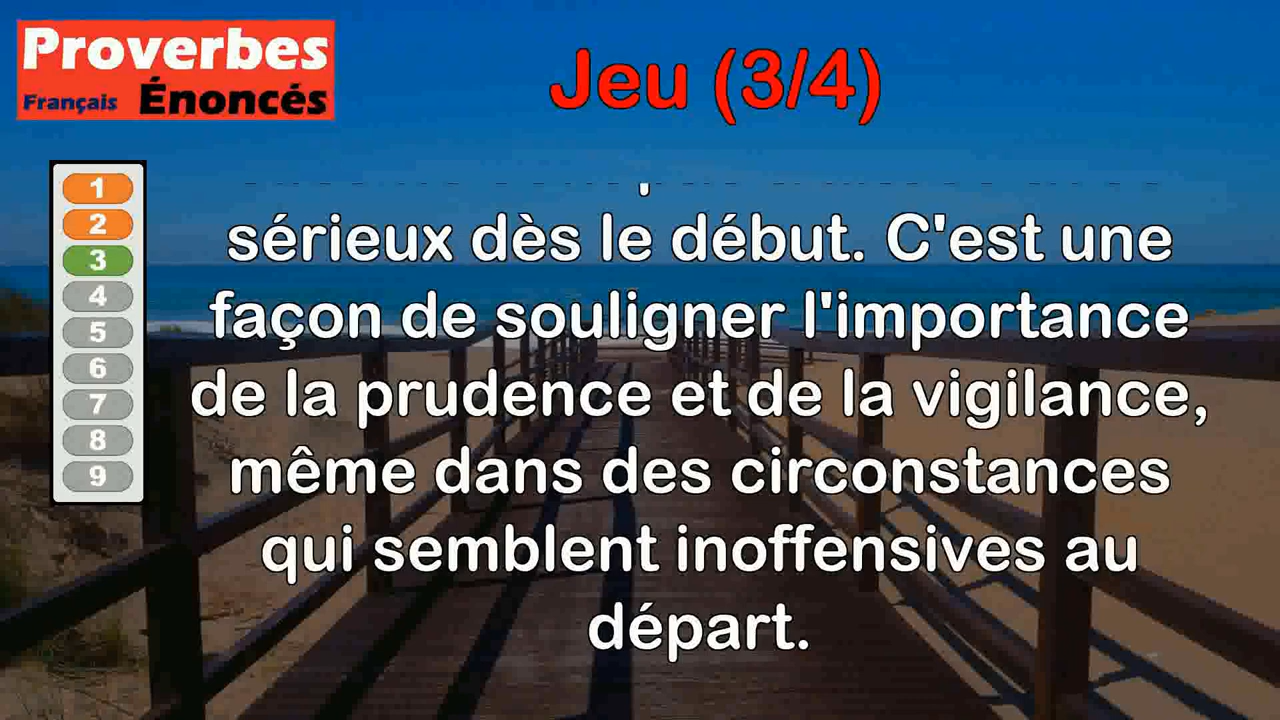 Proverbes
Français Énoncés
Jeu (3/4)
1
2
3
4
5
6
7
8
9
sérieux dès le début. C'est une
façon de souligner l'importance
de la prudence et de la vigilance,
même dans des circonstances
qui semblent inoffensives au
départ.